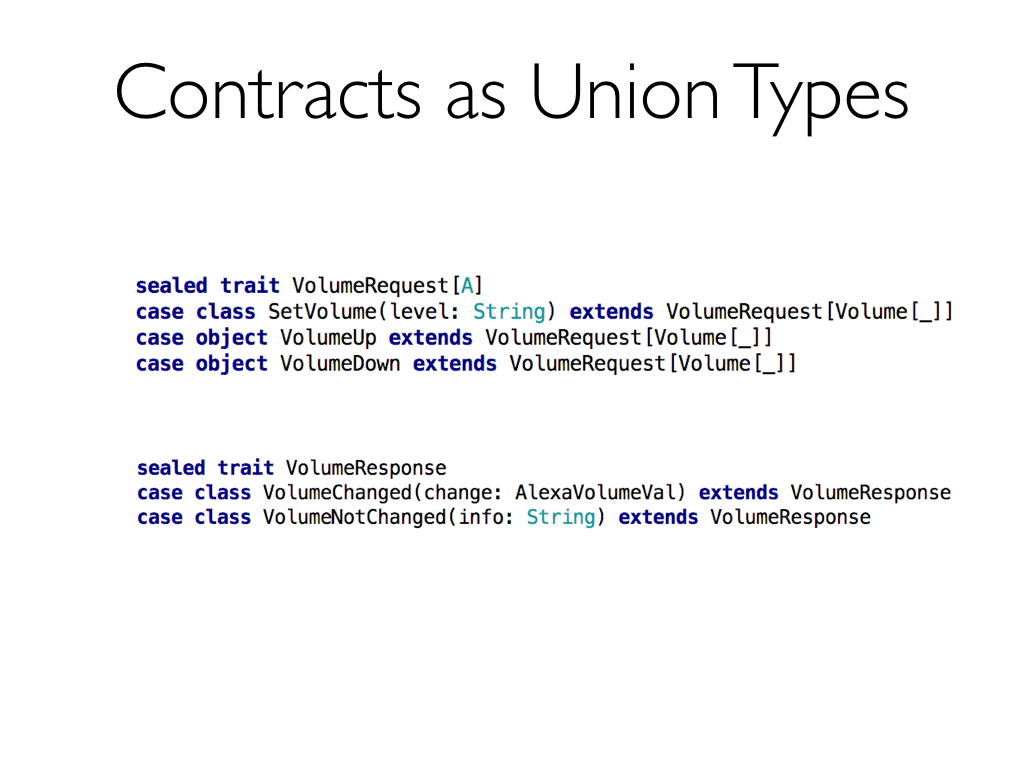 Contracts as Union Types
sealed trait VolumeRequest[A]
case class SetVolume(level: String) extends VolumeRequest[Volume[_]]
case object VolumeUp extends VolumeRequest[Volume[_]]
case object VolumeDown extends VolumeRequest[Volume[_]]
sealed trait VolumeResponse
case class VolumeChanged(change: AlexaVolumeVal) extends VolumeResponse
case class VolumeNotChanged(info: String) extends VolumeResponse